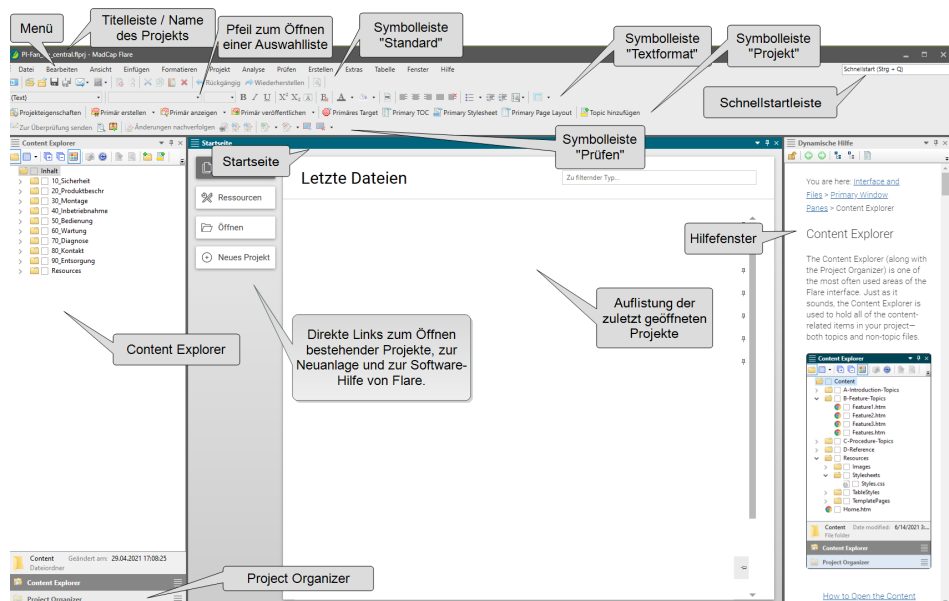 Menü
Titelleiste / Name
des Projekts
Pfeil zum Öffnen
einer Auswahlliste
Symbolleiste
"Standard"
Symbolleiste
"Textformat"
Symbolleiste
"Projekt"
central.flprj - MadCap Flare
Datei Bearbeiten Ansicht Einfügen Formatieren Projekt Analyse Prüfen Erstellen Extras Tabelle Fenster Hilfe
Schnellstart (Strg + Q)
Rückgängig Wiederherstellen
Schnellstartleiste
(Text)
Projekteigenschaften Primär erstellen Primär anzeigen Primär veröffentlichen Primäres Target Primary TOC Primary Stylesheet Primary Page Layout Topic hinzufügen
Zur Überprüfung senden Änderungen nachverfolgen
Symbolleiste
"Prüfen"
Content Explorer
Startseite
Dynamische Hilfe
Startseite
Inhalt
10_Sicherheit
20_Produktbeschr
30_Montage
40_Inbetriebnahme
50_Bedienung
60_Wartung
70_Diagnose
80_Kontakt
90_Entsorgung
Resources
Ressourcen
Öffnen
Neues Projekt
Letzte Dateien
Zu filternder Typ...
You are here: Interface and
Files > Primary Window
Panes > Content Explorer
Hilfefenster
Content Explorer
The Content Explorer (along with
the Project Organizer) is one of
the most often used areas of the
Flare interface. Just as it
sounds, the Content Explorer is
used to hold all of the content-
related items in your project—
both topics and non-topic files.
Auflistung der
zuletzt geöffneten
Projekte
Direkte Links zum Öffnen
bestehender Projekte, zur
Neuanlage und zur Software-
Hilfe von Flare.
Content Explorer
Content Explorer
Content
A-Introduction-Topics
B-Feature-Topics
Feature1.htm
Feature2.htm
Feature3.htm
Features.htm
C-Procedure-Topics
D-Reference
Resources
Images
Stylesheets
Styles.css
TableStyles
TemplatePages
Home.htm
Content Date modified: 6/14/2021 3:...
File folder
Content Explorer
Project Organizer
Content Geändert am: 29.04.2021 17:08:25
Dateiordner
Content Explorer
Project Organizer
Project Organizer
How to Open the Content